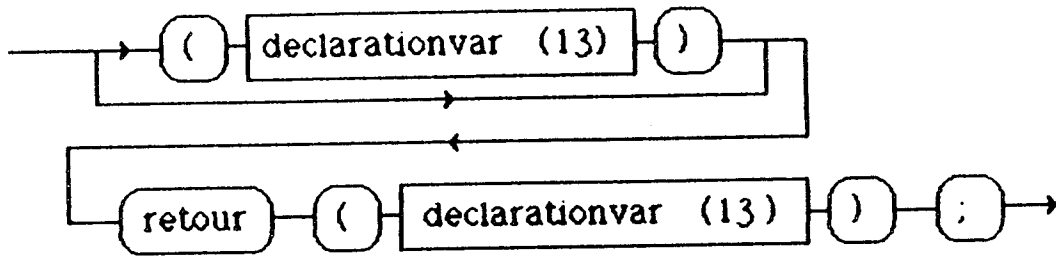 ( declarationvar (13) )
retour ( declarationvar (13) ) ;